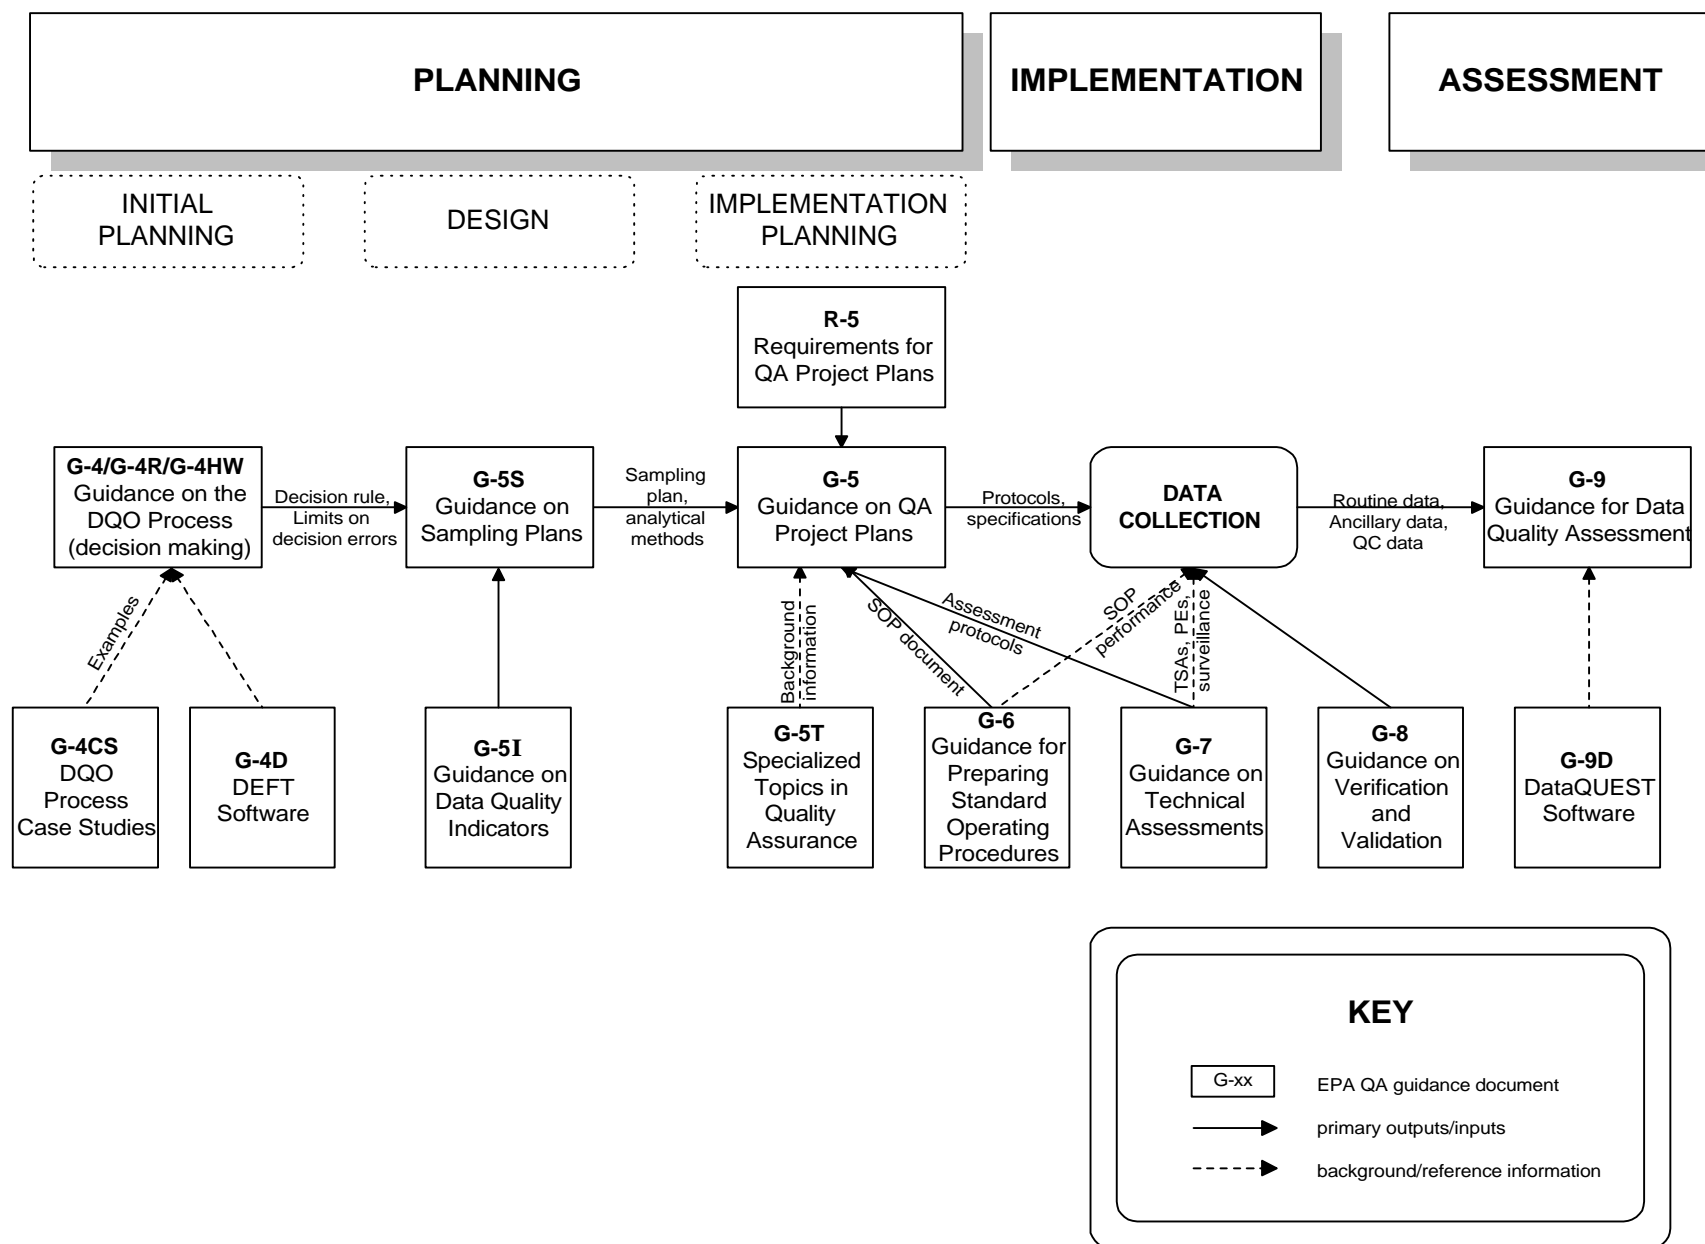 PLANNING
IMPLEMENTATION
ASSESSMENT
INITIAL
PLANNING
DESIGN
IMPLEMENTATION
PLANNING
R-5
Requirements for
QA Project Plans
G-4/G-4R/G-4HW
Guidance on the
DQO Process
(decision making)
Decision rule,
Limits on
decision errors
G-5S
Guidance on
Sampling Plans
Sampling
plan,
analytical
methods
G-5
Guidance on QA
Project Plans
Protocols,
specifications
DATA
COLLECTION
Routine data,
Ancillary data,
QC data
G-9
Guidance for Data
Quality Assessment
Examples
Background
information
SOP document
Assessment
protocols
SOP
performance
TSAs, PEs,
surveillance
G-4CS
DQO
Process
Case Studies
G-4D
DEFT
Software
G-5I
Guidance on
Data Quality
Indicators
G-5T
Specialized
Topics in
Quality
Assurance
G-6
Guidance for
Preparing
Standard
Operating
Procedures
G-7
Guidance on
Technical
Assessments
G-8
Guidance on
Verification
and
Validation
G-9D
DataQUEST
Software
KEY
G-xx
EPA QA guidance document
primary outputs/inputs
background/reference information